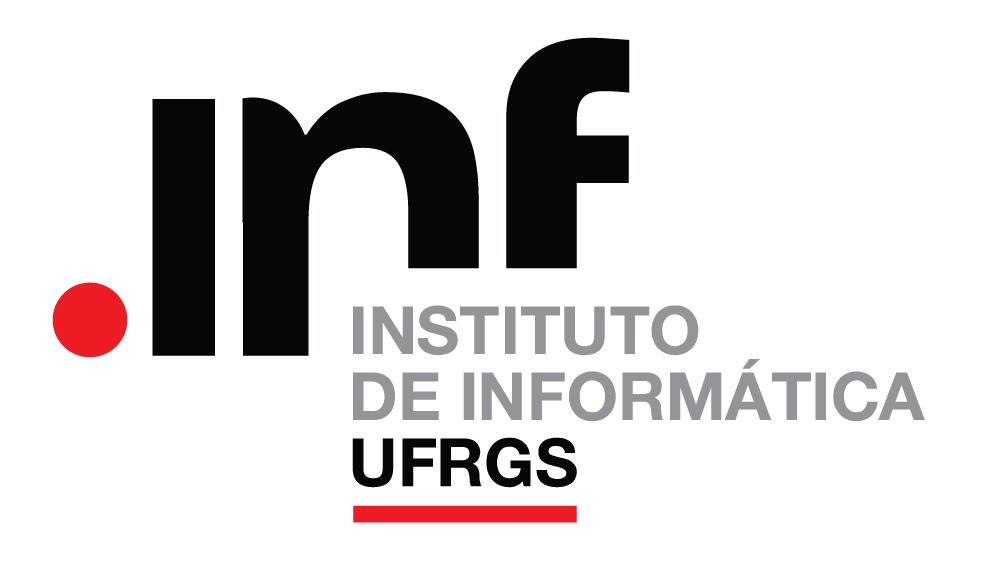 .inf
INSTITUTO
DE INFORMÁTICA
UFRGS